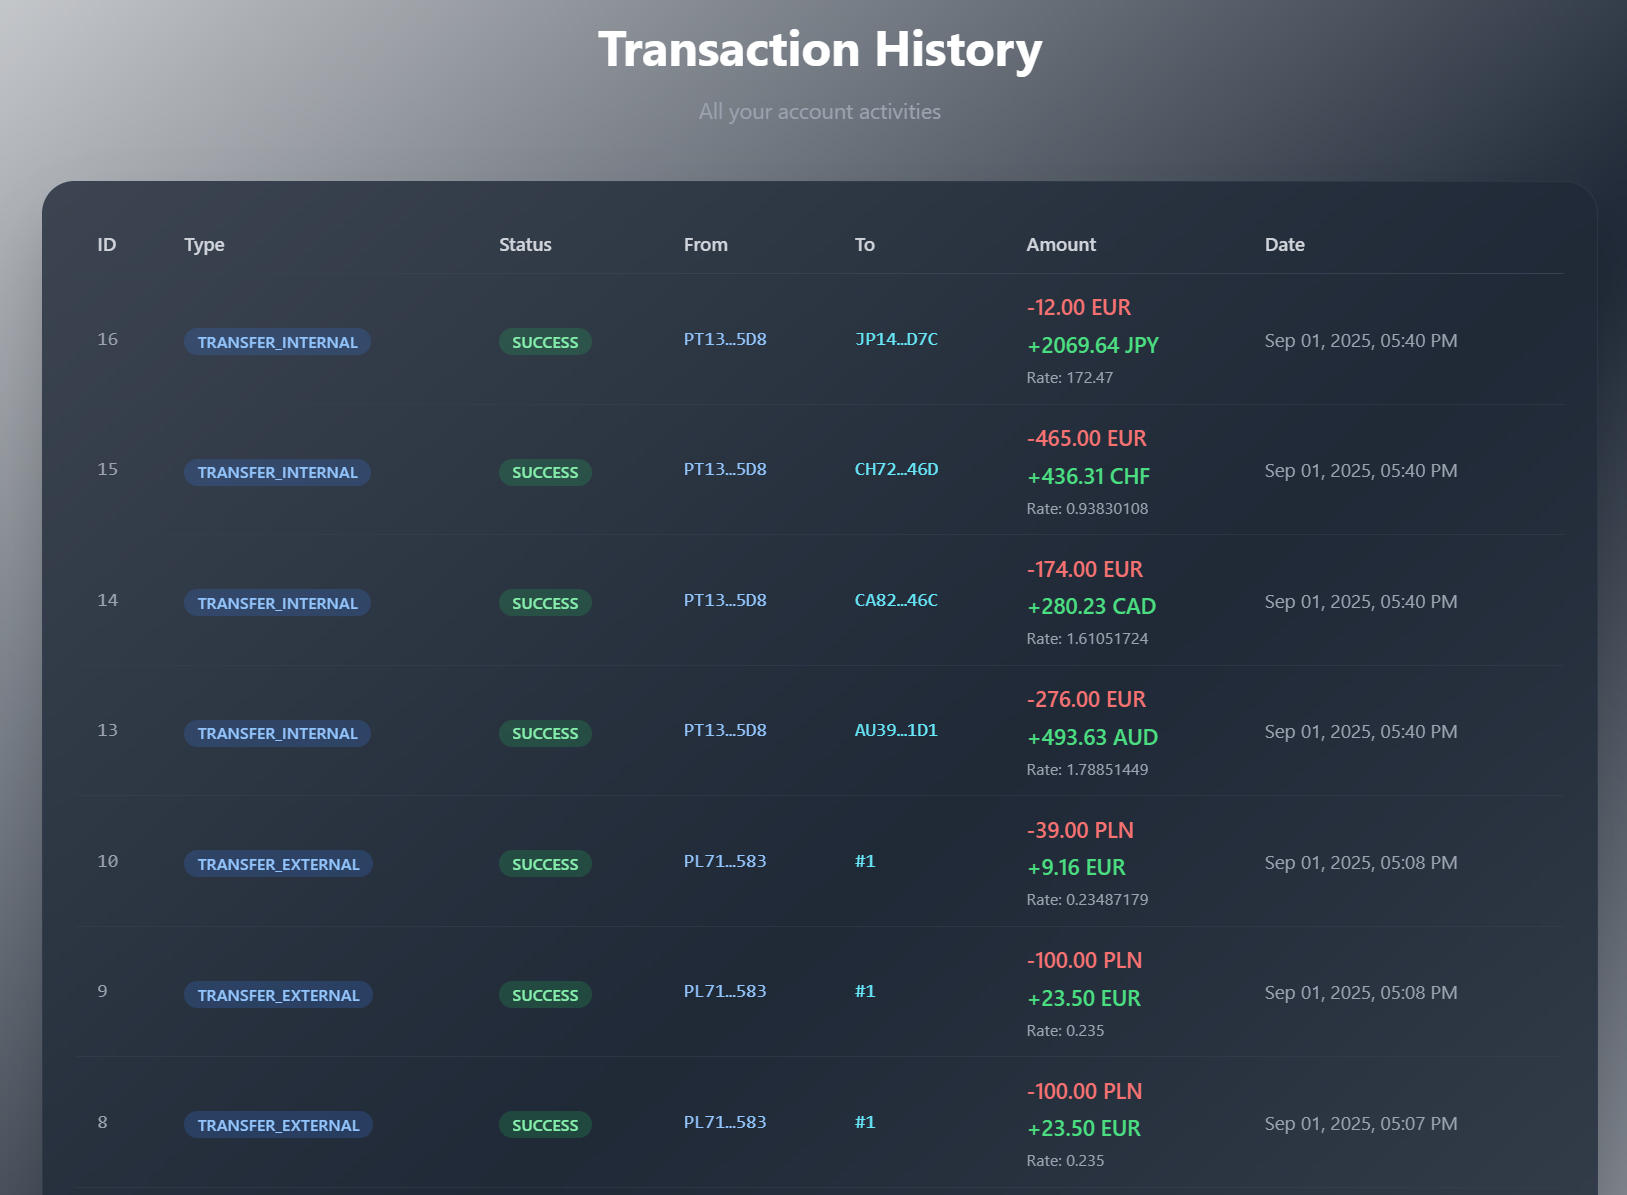 Transaction History
All your account activities
ID Type Status From To Amount Date
16 TRANSFER_INTERNAL SUCCESS PT13...5D8 JP14...D7C -12.00 EUR Sep 01, 2025, 05:40 PM
+2069.64 JPY
Rate: 172.47
15 TRANSFER_INTERNAL SUCCESS PT13...5D8 CH72...46D -465.00 EUR Sep 01, 2025, 05:40 PM
+436.31 CHF
Rate: 0.93830108
14 TRANSFER_INTERNAL SUCCESS PT13...5D8 CA82...46C -174.00 EUR Sep 01, 2025, 05:40 PM
+280.23 CAD
Rate: 1.61051724
13 TRANSFER_INTERNAL SUCCESS PT13...5D8 AU39...1D1 -276.00 EUR Sep 01, 2025, 05:40 PM
+493.63 AUD
Rate: 1.78851449
10 TRANSFER_EXTERNAL SUCCESS PL71...583 #1 -39.00 PLN Sep 01, 2025, 05:08 PM
+9.16 EUR
Rate: 0.23487179
9 TRANSFER_EXTERNAL SUCCESS PL71...583 #1 -100.00 PLN Sep 01, 2025, 05:08 PM
+23.50 EUR
Rate: 0.235
8 TRANSFER_EXTERNAL SUCCESS PL71...583 #1 -100.00 PLN Sep 01, 2025, 05:07 PM
+23.50 EUR
Rate: 0.235